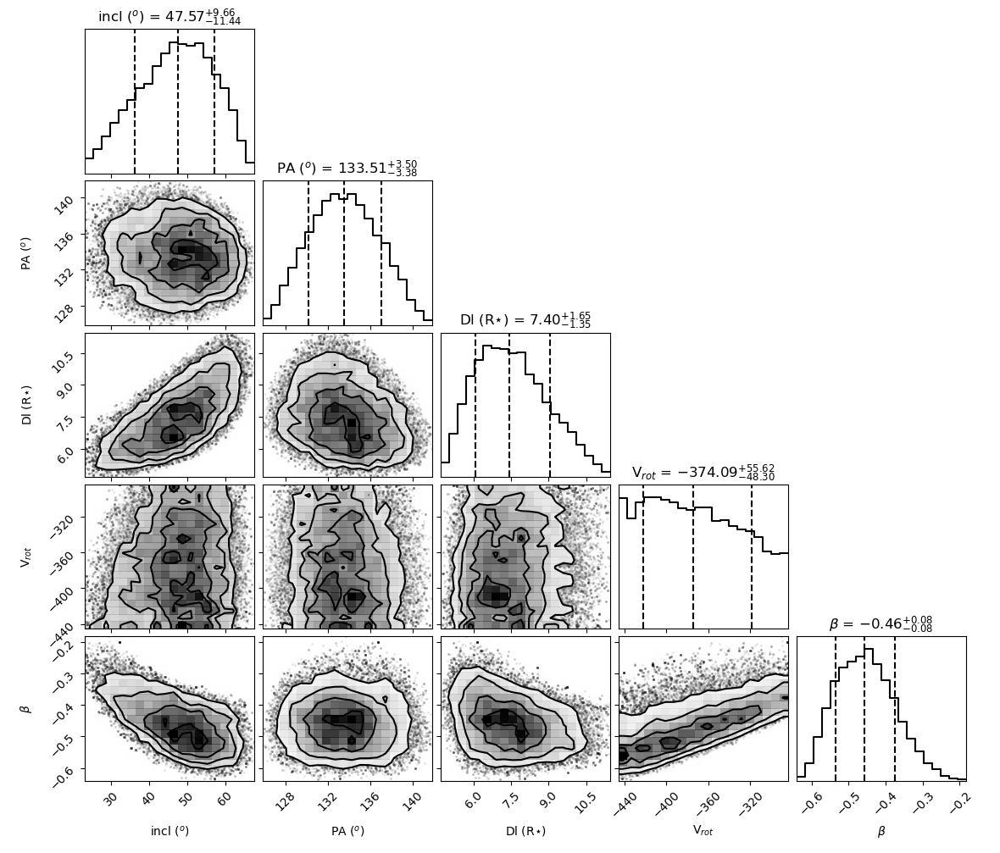 incl (°) = 47.57+9.66−11.44
PA (°) = 133.51+3.50−3.38
140
136
132
128
PA (°)
Dl (R⋆) = 7.40+1.65−1.35
10.5
9.0
7.5
6.0
Dl (R⋆)
Vrot = −374.09+55.62−48.30
−320
−360
−400
−440
Vrot
β = −0.46+0.08−0.08
−0.2
−0.3
−0.4
−0.5
−0.6
β
30 40 50 60
128 132 136 140
6.0 7.5 9.0 10.5
−440 −400 −360 −320
−0.6 −0.5 −0.4 −0.3 −0.2
incl (°) PA (°) Dl (R⋆) Vrot β